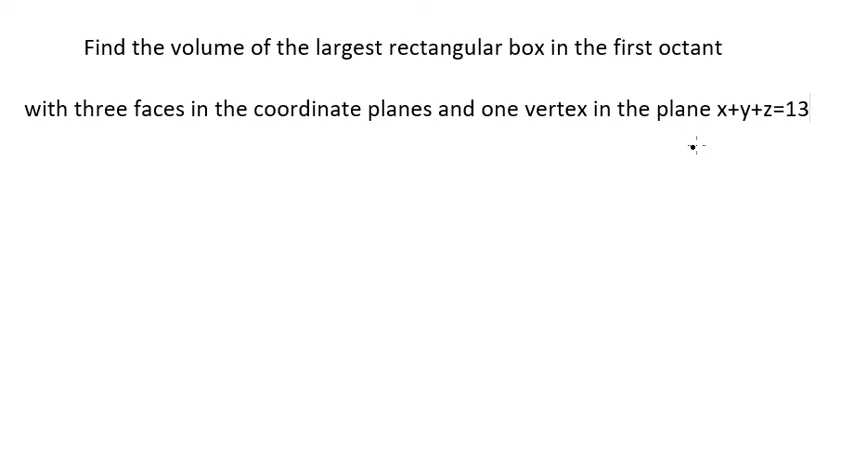 Find the volume of the largest rectangular box in the first octant
with three faces in the coordinate planes and one vertex in the plane x+y+z=13